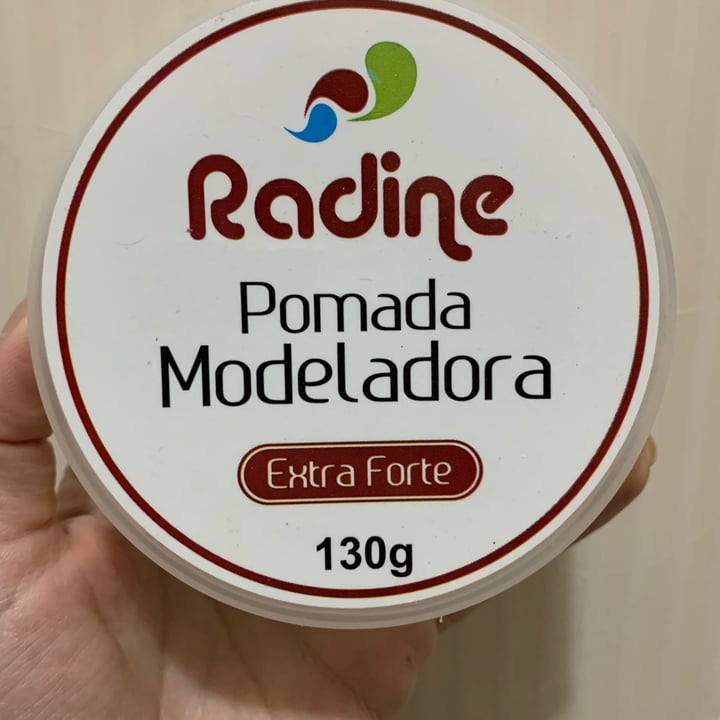 Radine
Pomada
Modeladora
Extra Forte
130g